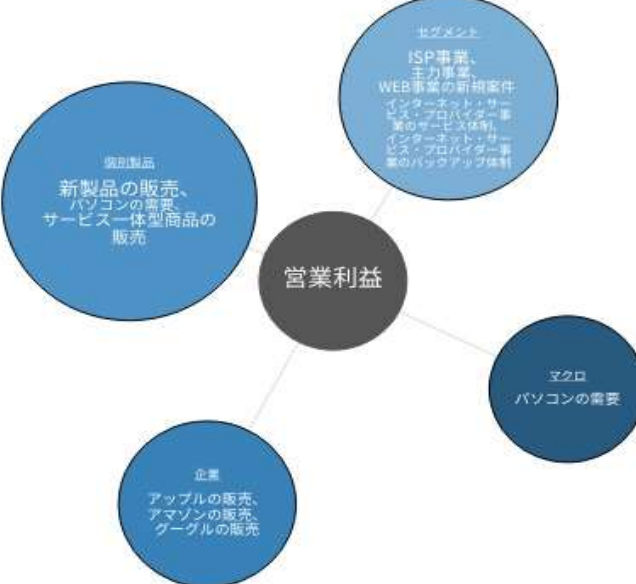 セグメント
ISP事業、
主力事業、
WEB事業の新規案件
インターネット・サー
ビス・プロバイダー事
業のサービス体制、
インターネット・サー
ビス・プロバイダー事
業のバックアップ体制
個別製品
新製品の販売、
パソコンの需要、
サービス一体型商品の
販売
営業利益
マクロ
パソコンの需要
企業
アップルの販売、
アマゾンの販売、
グーグルの販売